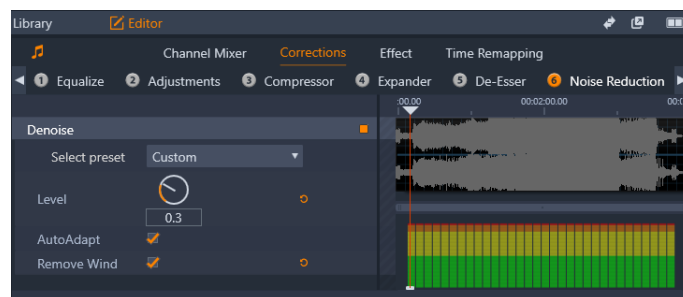 Library Editor
Channel Mixer Corrections Effect Time Remapping
1 Equalize 2 Adjustments 3 Compressor 4 Expander 5 De-Esser 6 Noise Reduction
:00.00 00:02:00.00
Denoise
Select preset Custom
Level
0.3
AutoAdapt
Remove Wind